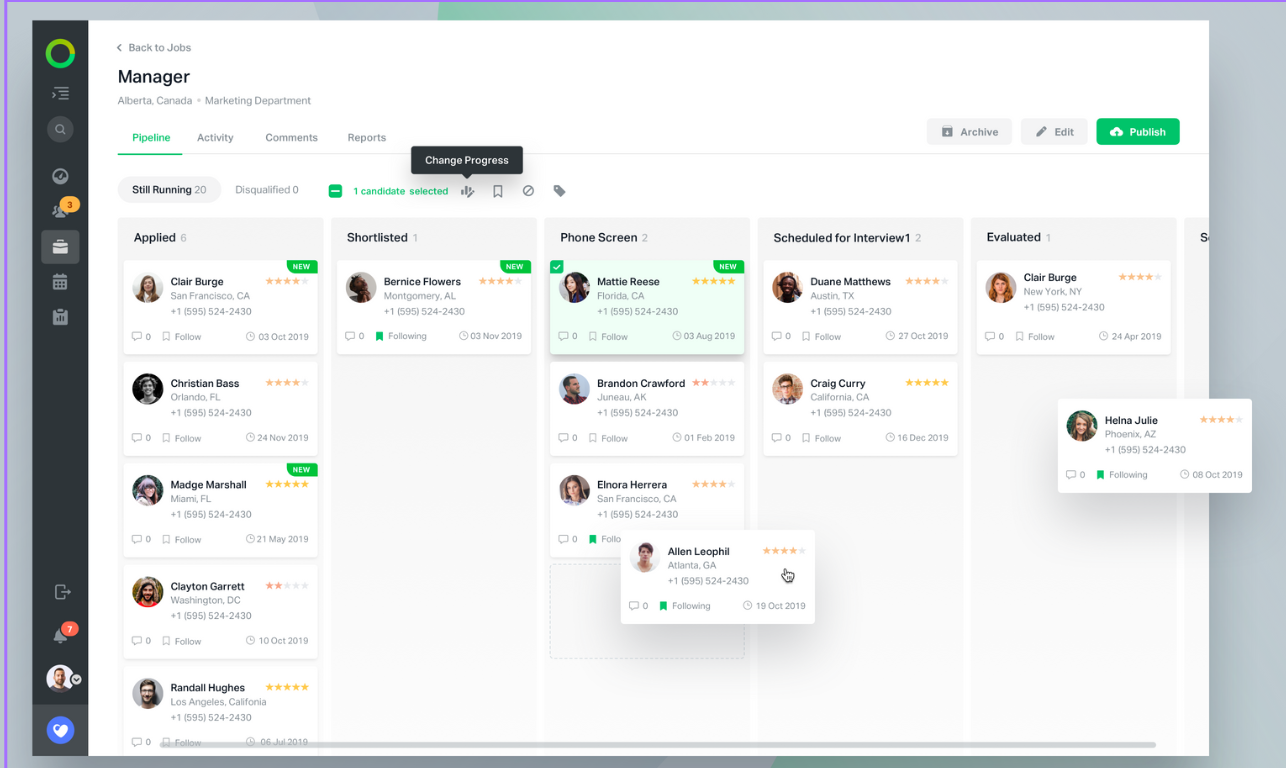 Back to Jobs
Manager
Alberta, Canada • Marketing Department
Pipeline Activity Comments Reports
Archive Edit Publish
Change Progress
Still Running 20 Disqualified 0 1 candidate selected
3
7
Applied 6
NEW
Clair Burge
San Francisco, CA
+1 (595) 524-2430
0 Follow 03 Oct 2019
Christian Bass
Orlando, FL
+1 (595) 524-2430
0 Follow 24 Nov 2019
NEW
Madge Marshall
Miami, FL
+1 (595) 524-2430
0 Follow 21 May 2019
Clayton Garrett
Washington, DC
+1 (595) 524-2430
0 Follow 10 Oct 2019
Randall Hughes
Los Angeles, Califonia
+1 (595) 524-2430
0 Follow 06 Jul 2019
Shortlisted 1
NEW
Bernice Flowers
Montgomery, AL
+1 (595) 524-2430
0 Following 03 Nov 2019
Phone Screen 2
NEW
Mattie Reese
Florida, CA
+1 (595) 524-2430
0 Follow 03 Aug 2019
Brandon Crawford
Juneau, AK
+1 (595) 524-2430
0 Follow 01 Feb 2019
Elnora Herrera
San Francisco, CA
+1 (595) 524-2430
0 Follo
Allen Leophil
Atlanta, GA
+1 (595) 524-2430
0 Following 19 Oct 2019
Scheduled for Interview1 2
Duane Matthews
Austin, TX
+1 (595) 524-2430
0 Follow 27 Oct 2019
Craig Curry
California, CA
+1 (595) 524-2430
0 Follow 16 Dec 2019
Evaluated 1
Clair Burge
New York, NY
+1 (595) 524-2430
0 Follow 24 Apr 2019
Helna Julie
Phoenix, AZ
+1 (595) 524-2430
0 Following 08 Oct 2019